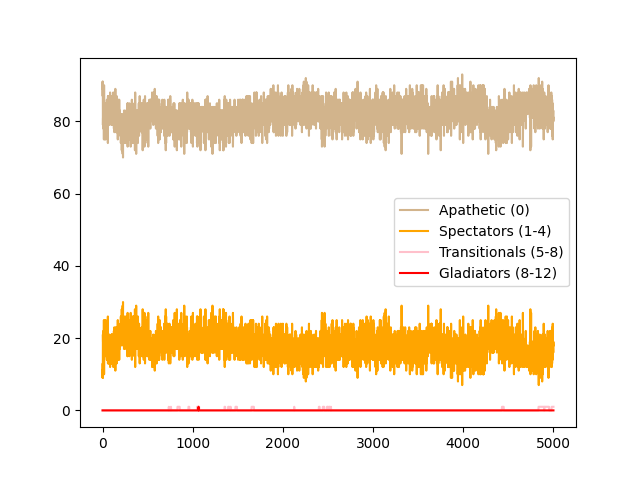 80
60
40
20
0
0 1000 2000 3000 4000 5000
Apathetic (0)
Spectators (1-4)
Transitionals (5-8)
Gladiators (8-12)